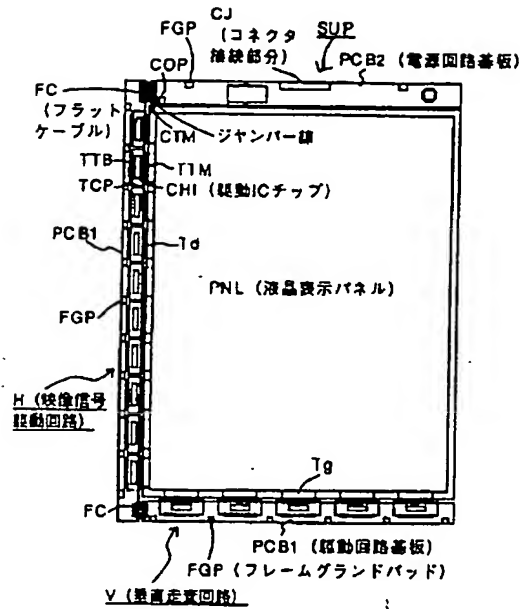 CJ
(コネクタ
接続部分)
FGP
SUP
PCB2 (電源回路基板)
COP
FC
(フラット
ケーブル)
CTM
ジャンパー線
TTB
TTM
TCP
CHI (駆動ICチップ)
PCB1
Td
PNL (液晶表示パネル)
FGP
H (映像信号
駆動回路)
Tg
FC
PCB1 (駆動回路基板)
FGP (フレームグランドパッド)
V (垂直走査回路)